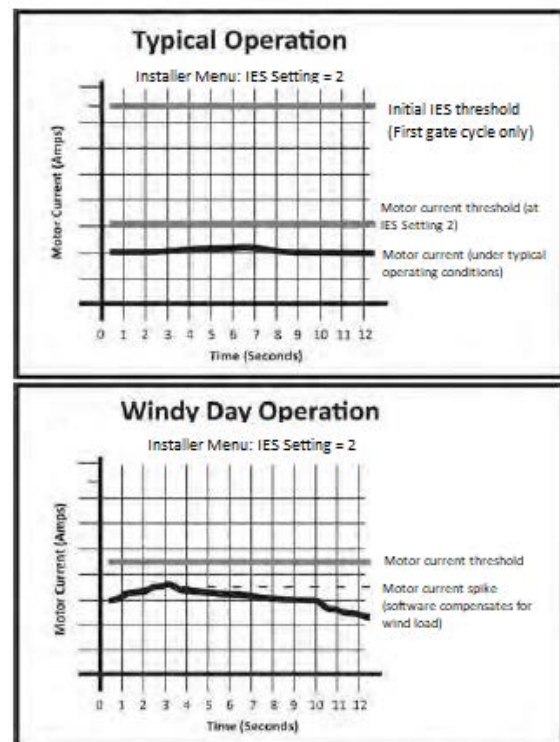 Typical Operation
Installer Menu: IES Setting = 2
Motor Current (Amps)
Initial IES threshold
(First gate cycle only)
Motor current threshold (at
IES Setting 2)
Motor current (under typical
operating conditions)
0 1 2 3 4 5 6 7 8 9 10 11 12
Time (Seconds)
Windy Day Operation
Installer Menu: IES Setting = 2
Motor Current (Amps)
Motor current threshold
Motor current spike
(software compensates for
wind load)
0 1 2 3 4 5 6 7 8 9 10 11 12
Time (Seconds)